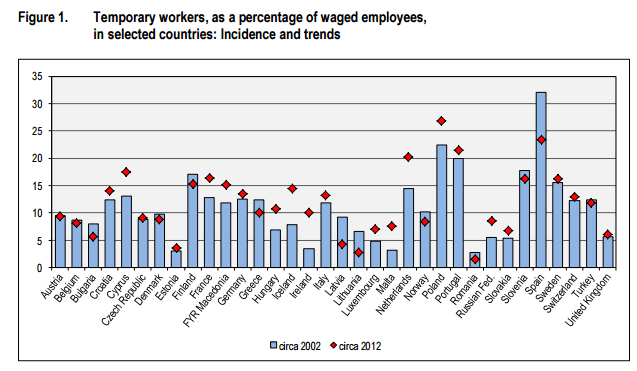 Figure 1. Temporary workers, as a percentage of waged employees,
in selected countries: Incidence and trends
35
30
25
20
15
10
5
0
Austria
Belgium
Bulgaria
Croatia
Cyprus
Czech Republic
Denmark
Estonia
Finland
France
FYR Macedonia
Germany
Greece
Hungary
Iceland
Ireland
Italy
Latvia
Lithuania
Luxembourg
Malta
Netherlands
Norway
Poland
Portugal
Romania
Russian Fed.
Slovakia
Slovenia
Spain
Sweden
Switzerland
Turkey
United Kingdom
circa 2002 circa 2012